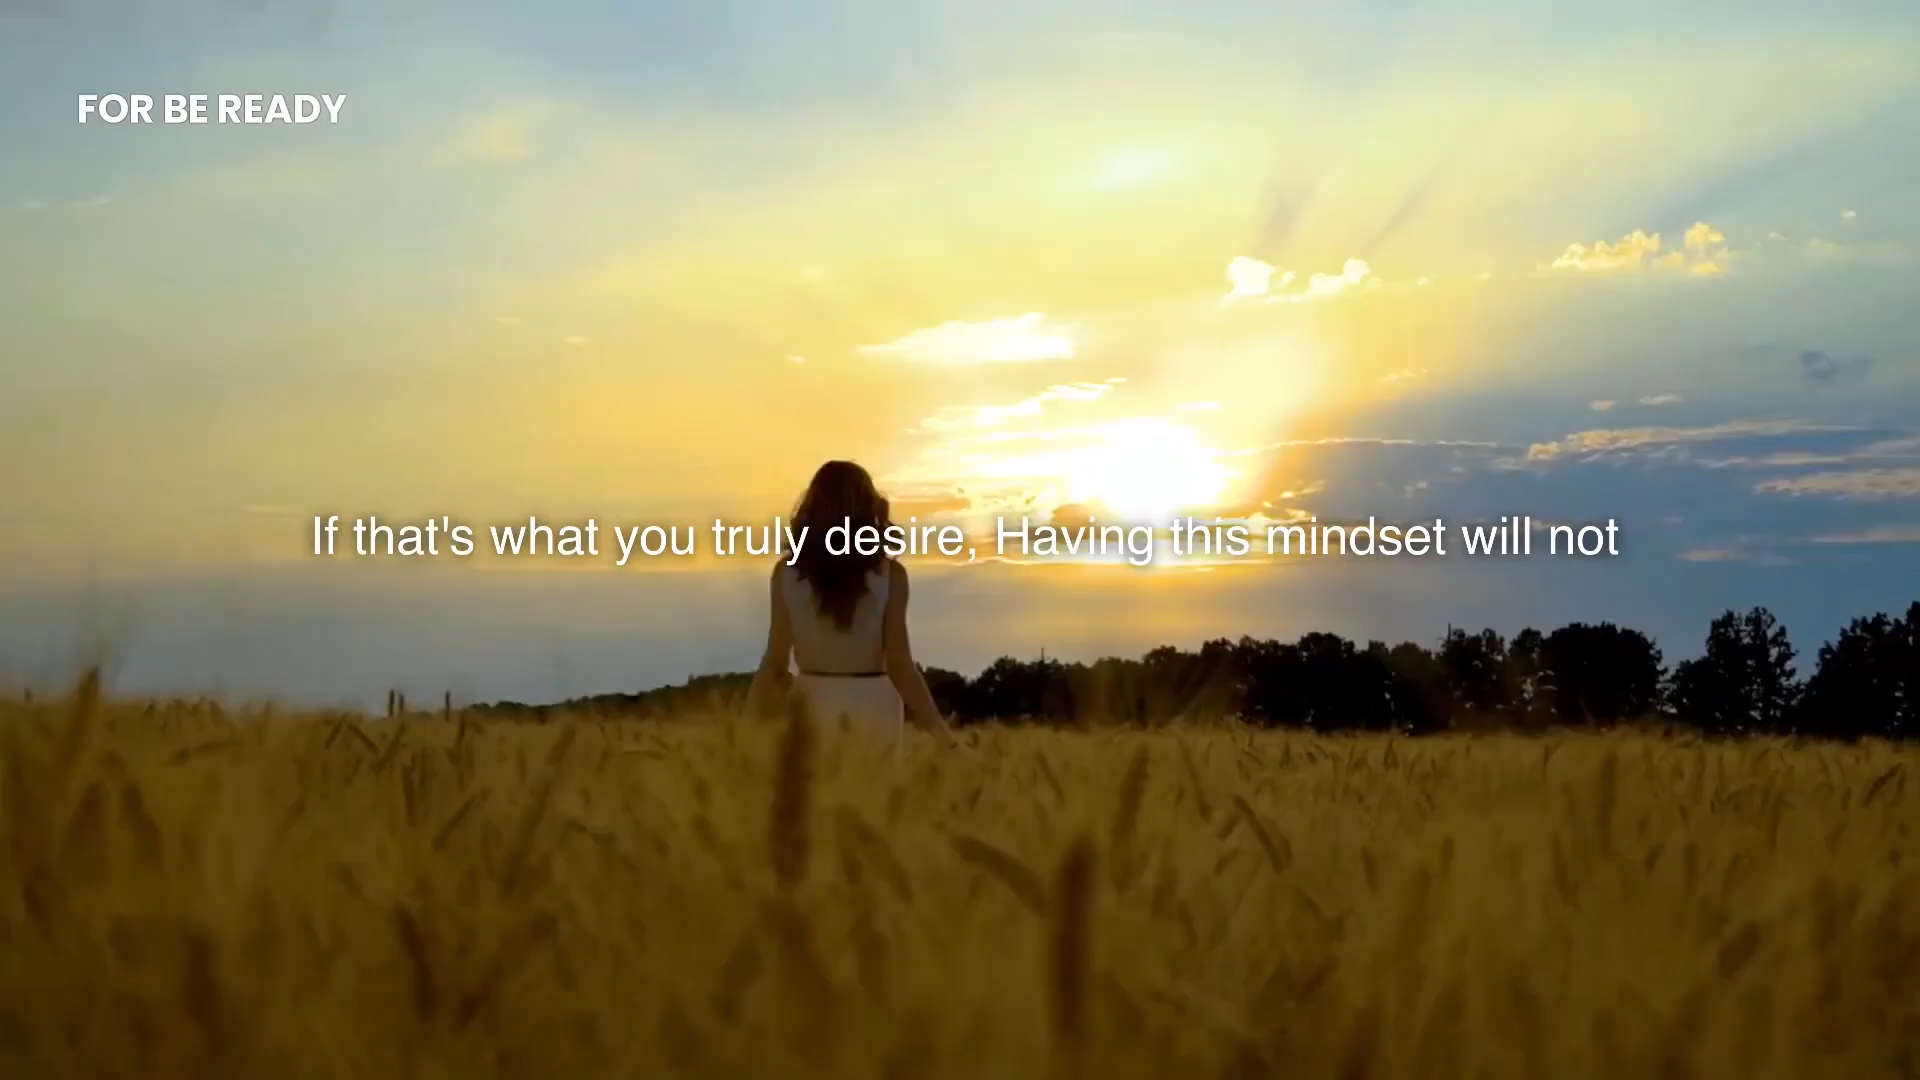 FOR BE READY
If that's what you truly desire, Having this mindset will not